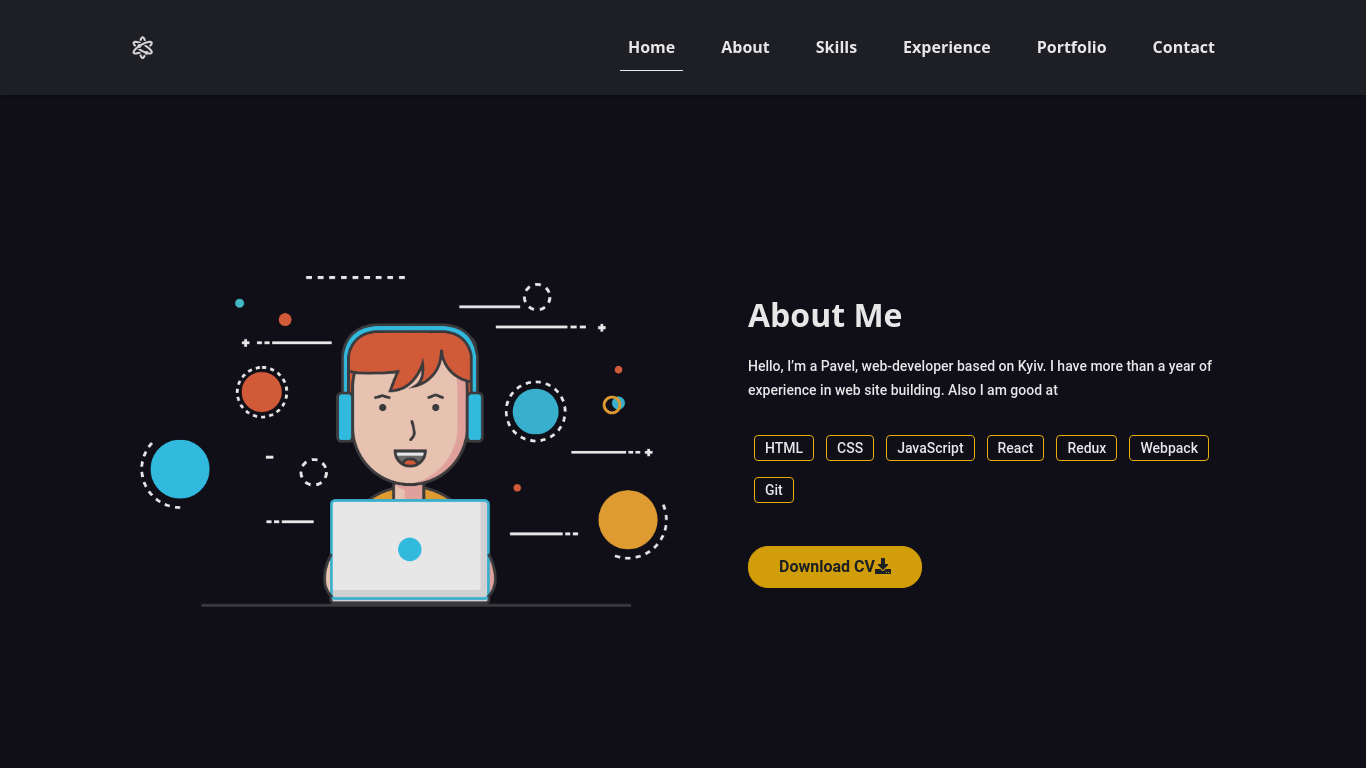 Home About Skills Experience Portfolio Contact
About Me
Hello, I'm a Pavel, web-developer based on Kyiv. I have more than a year of
experience in web site building. Also I am good at
HTML CSS JavaScript React Redux Webpack
Git
Download CV